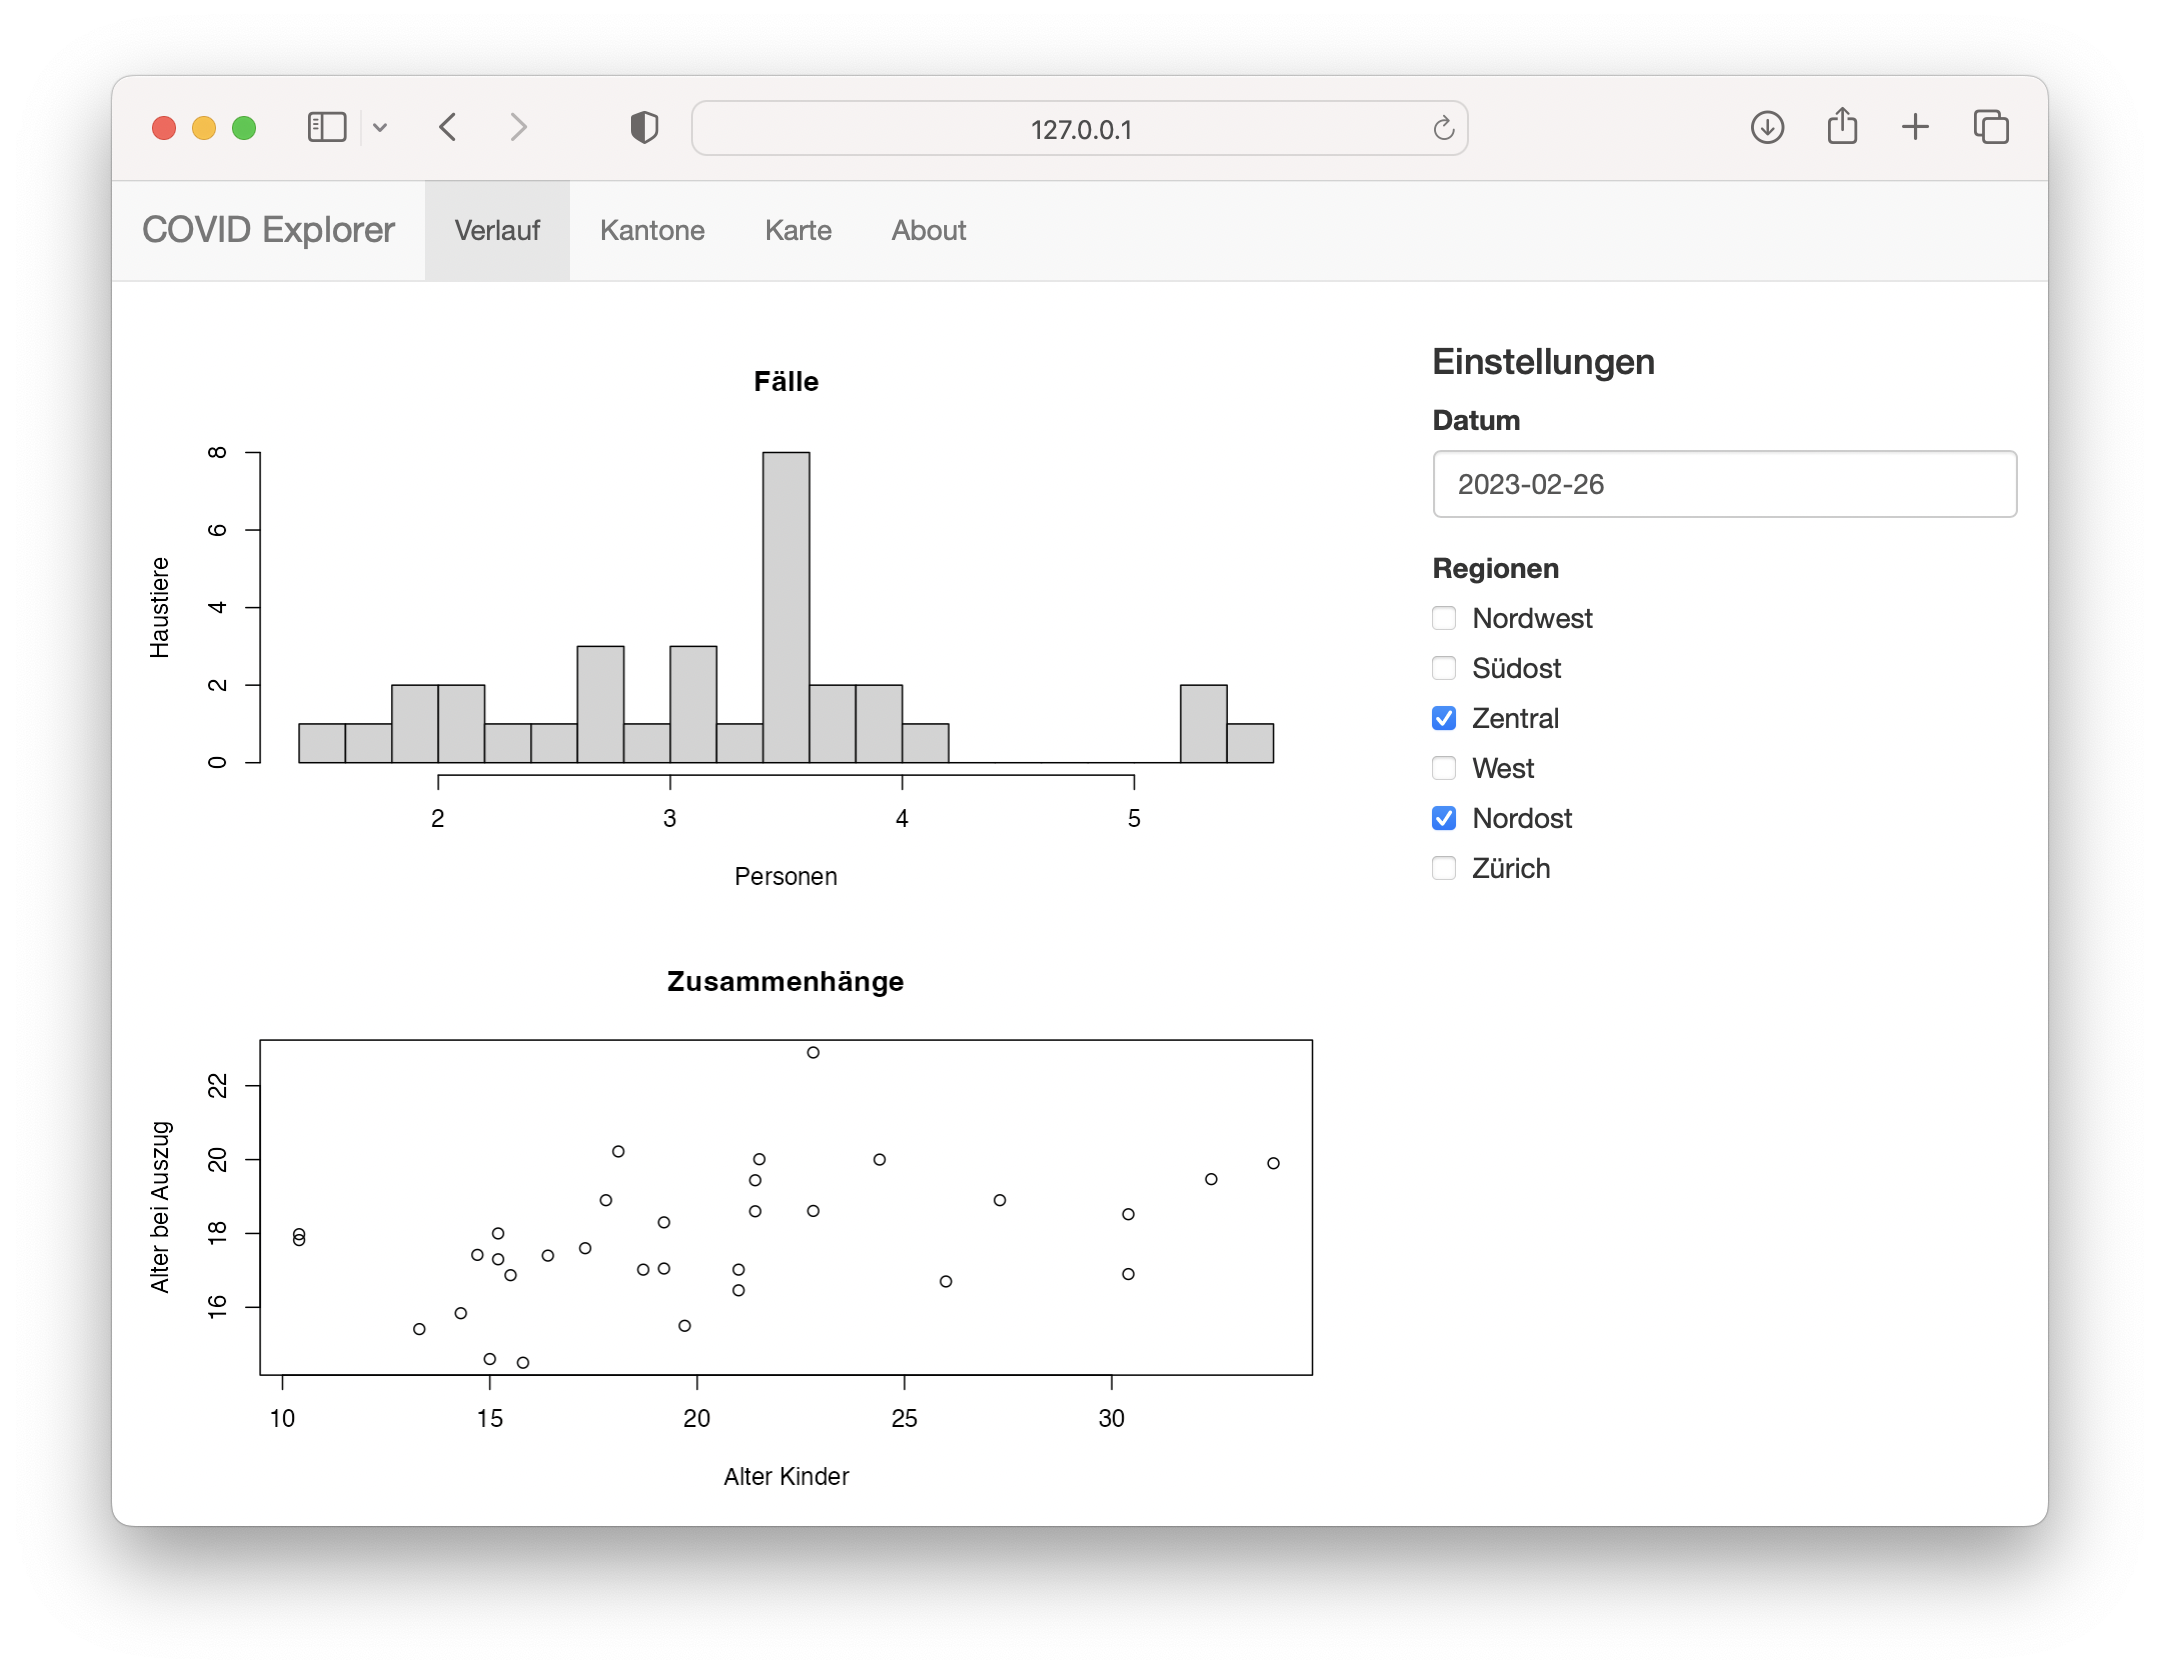 127.0.0.1
COVID Explorer Verlauf Kantone Karte About
Fälle
8
6
4
2
0
Haustiere
2 3 4 5
Personen
Zusammenhänge
22
20
18
16
Alter bei Auszug
10 15 20 25 30
Alter Kinder
Einstellungen
Datum
2023-02-26
Regionen
Nordwest
Südost
Zentral
West
Nordost
Zürich